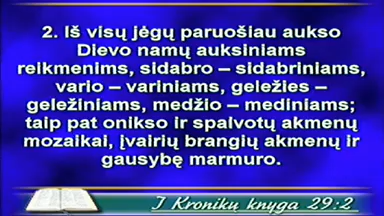 2. Iš visų jėgų paruošiau aukso
Dievo namų auksiniams
reikmenims, sidabro – sidabriniams,
vario – variniams, geležies –
geležiniams, medžio – mediniams;
taip pat onikso ir spalvotų akmenų
mozaikai, įvairių brangių akmenų ir
gausybę marmuro.
I Kronikų knyga 29:2